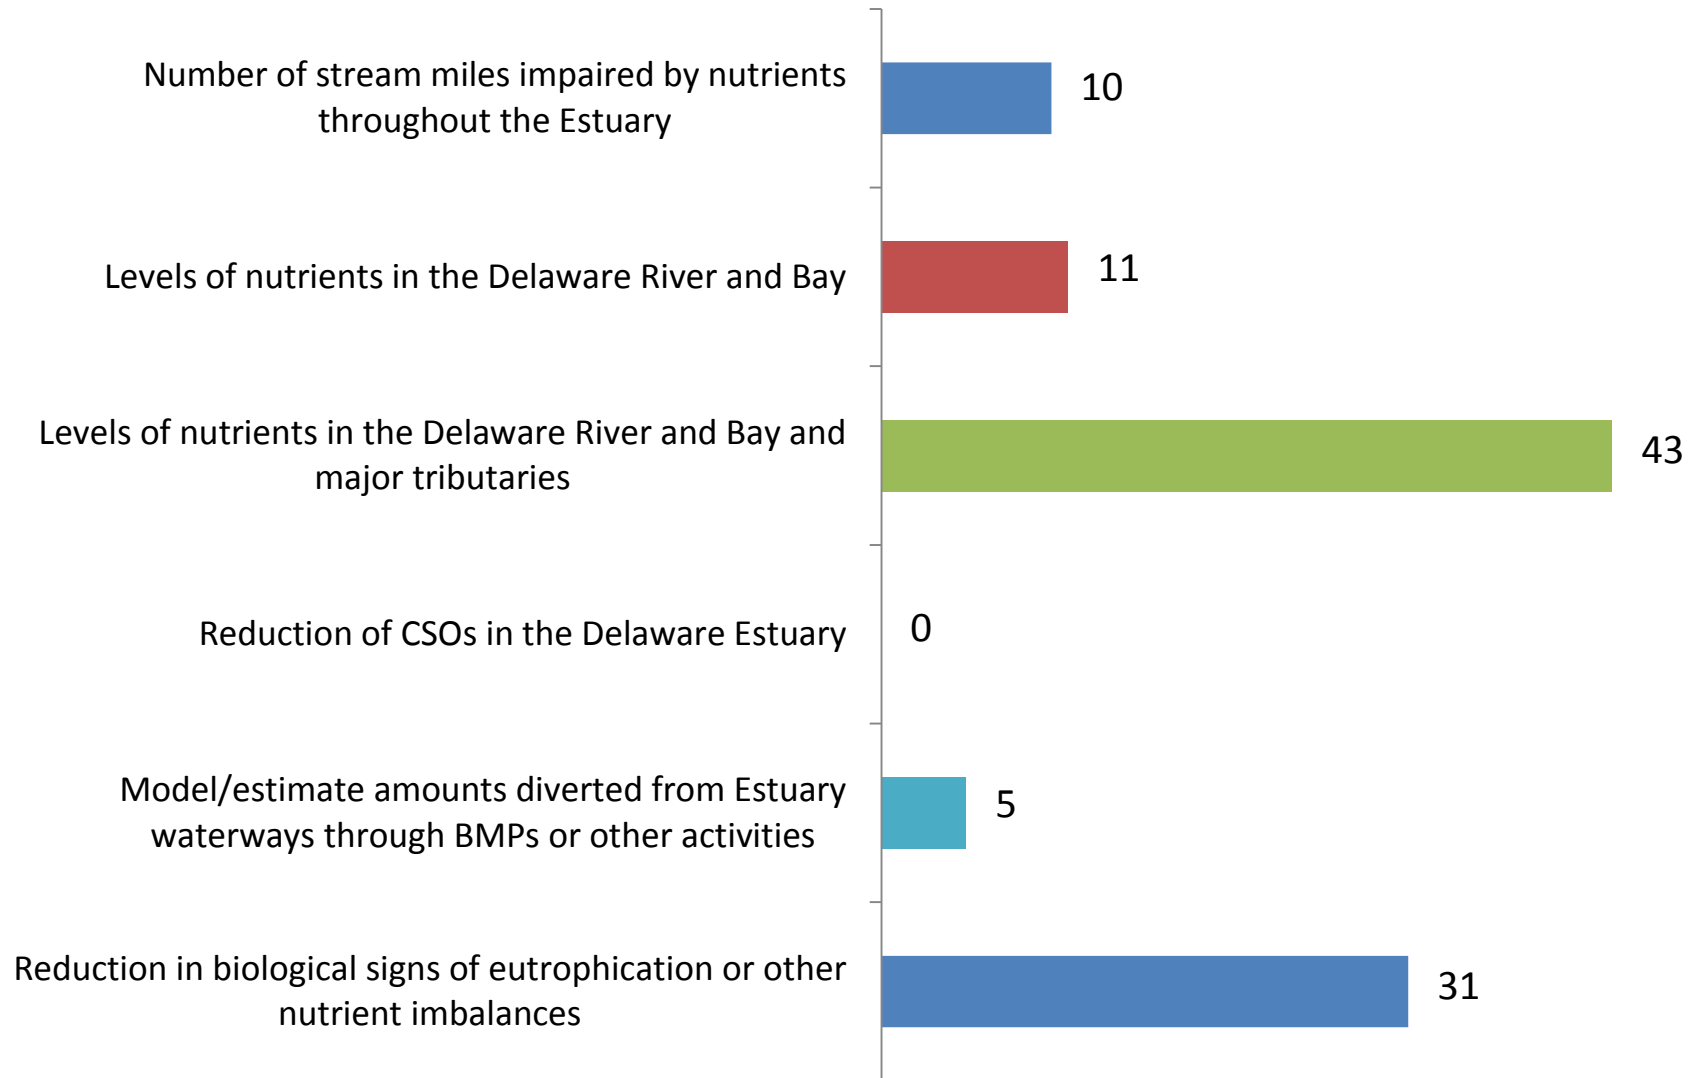 Number of stream miles impaired by nutrients
throughout the Estuary
10
Levels of nutrients in the Delaware River and Bay
11
Levels of nutrients in the Delaware River and Bay and
major tributaries
43
Reduction of CSOs in the Delaware Estuary
0
Model/estimate amounts diverted from Estuary
waterways through BMPs or other activities
5
Reduction in biological signs of eutrophication or other
nutrient imbalances
31